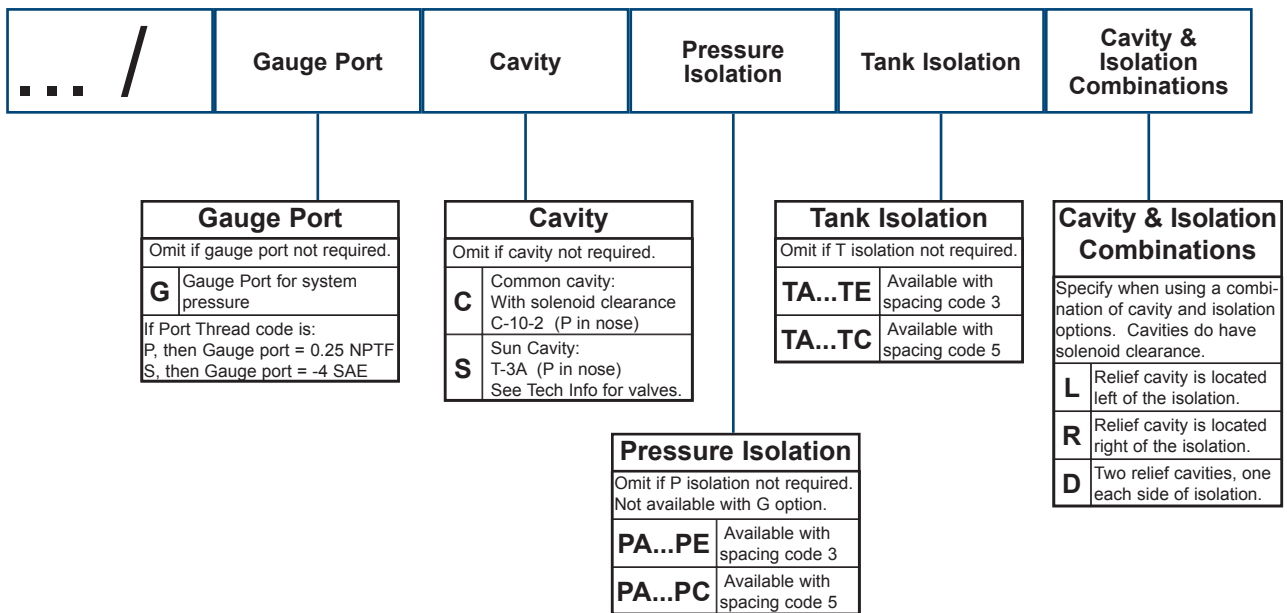 ... /
Gauge Port
Cavity
Pressure
Isolation
Tank Isolation
Cavity &
Isolation
Combinations
Gauge Port
Omit if gauge port not required.
G
Gauge Port for system
pressure
If Port Thread code is:
P, then Gauge port = 0.25 NPTF
S, then Gauge port = -4 SAE
Cavity
Omit if cavity not required.
C
Common cavity:
With solenoid clearance
C-10-2 (P in nose)
S
Sun Cavity:
T-3A (P in nose)
See Tech Info for valves.
Pressure Isolation
Omit if P isolation not required.
Not available with G option.
PA...PE
Available with
spacing code 3
PA...PC
Available with
spacing code 5
Tank Isolation
Omit if T isolation not required.
TA...TE
Available with
spacing code 3
TA...TC
Available with
spacing code 5
Cavity & Isolation
Combinations
Specify when using a combi-
nation of cavity and isolation
options. Cavities do have
solenoid clearance.
L
Relief cavity is located
left of the isolation.
R
Relief cavity is located
right of the isolation.
D
Two relief cavities, one
each side of isolation.